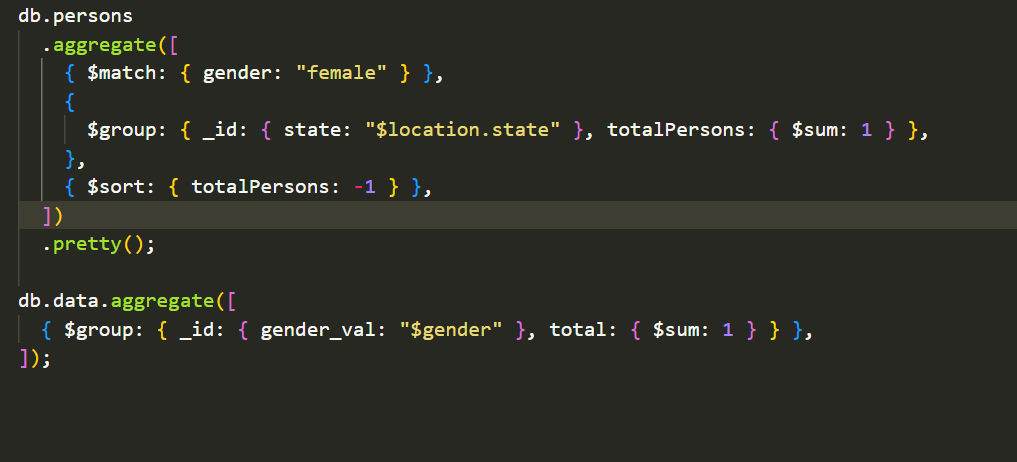 db.persons
  .aggregate([
    { $match: { gender: "female" } },
    {
      $group: { _id: { state: "$location.state" }, totalPersons: { $sum: 1 } },
    },
    { $sort: { totalPersons: -1 } },
  ])
  .pretty();

db.data.aggregate([
  { $group: { _id: { gender_val: "$gender" }, total: { $sum: 1 } } },
]);